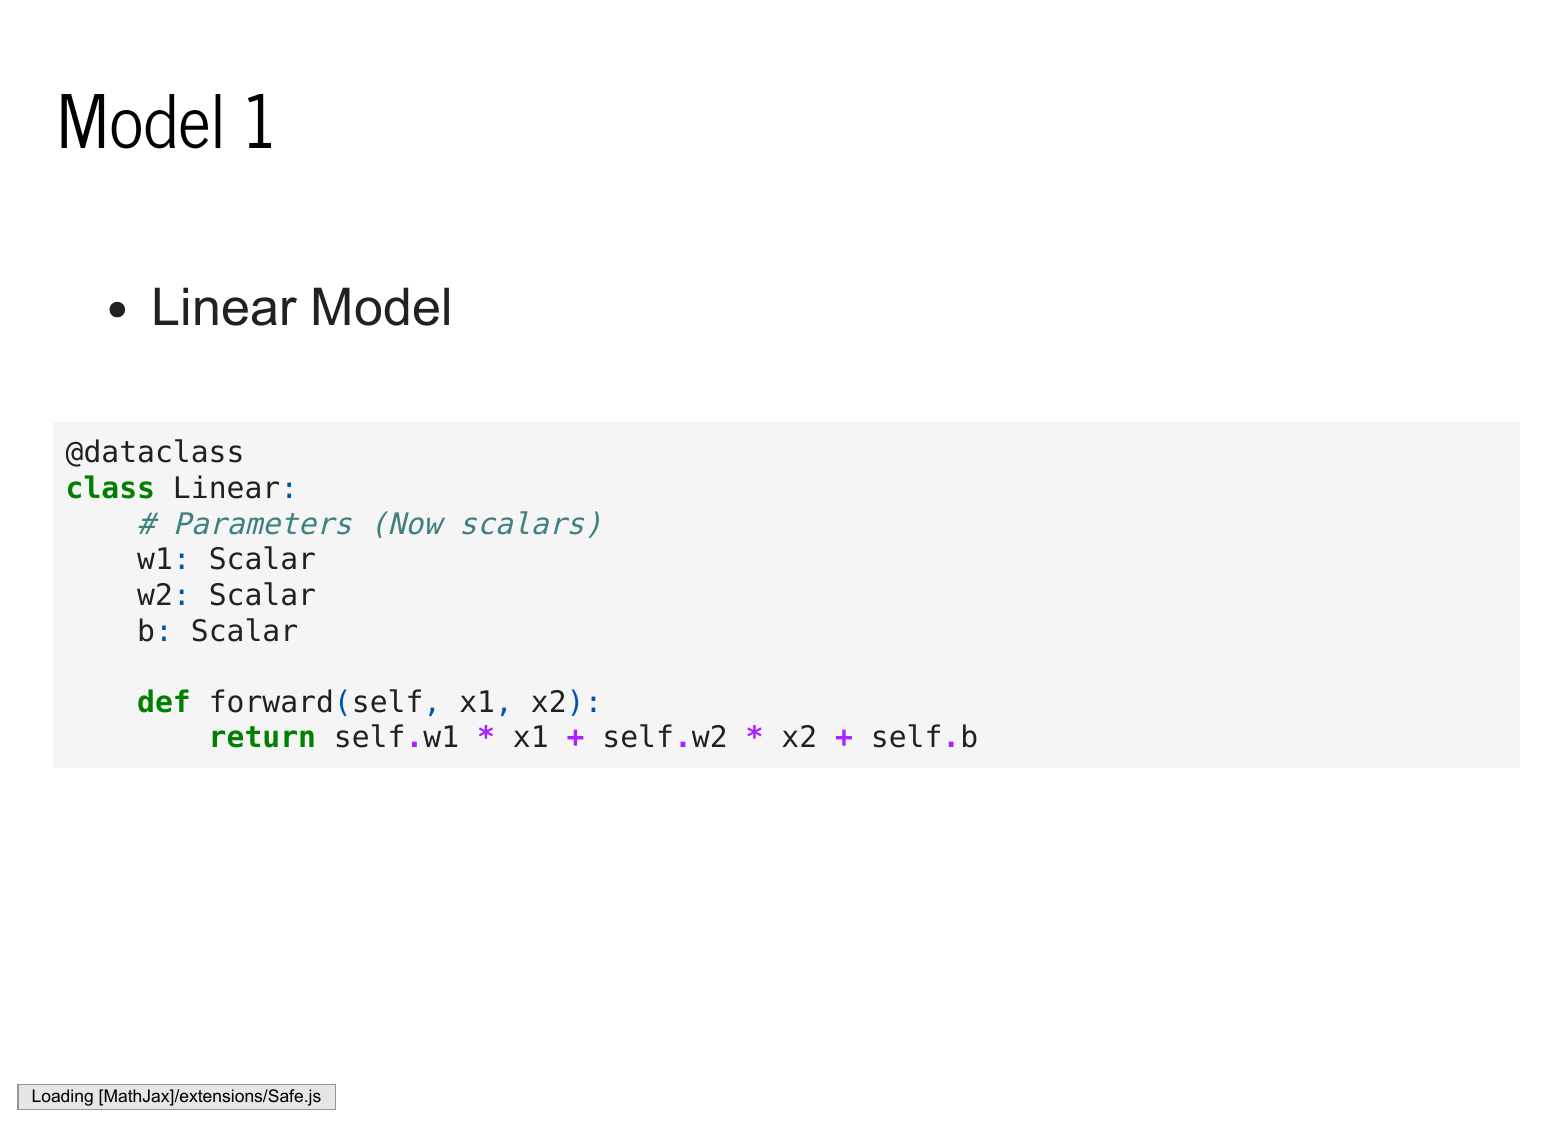 Model 1
• Linear Model
@dataclass
class Linear:
    # Parameters (Now scalars)
    w1: Scalar
    w2: Scalar
    b: Scalar

    def forward(self, x1, x2):
        return self.w1 * x1 + self.w2 * x2 + self.b
Loading [MathJax]/extensions/Safe.js